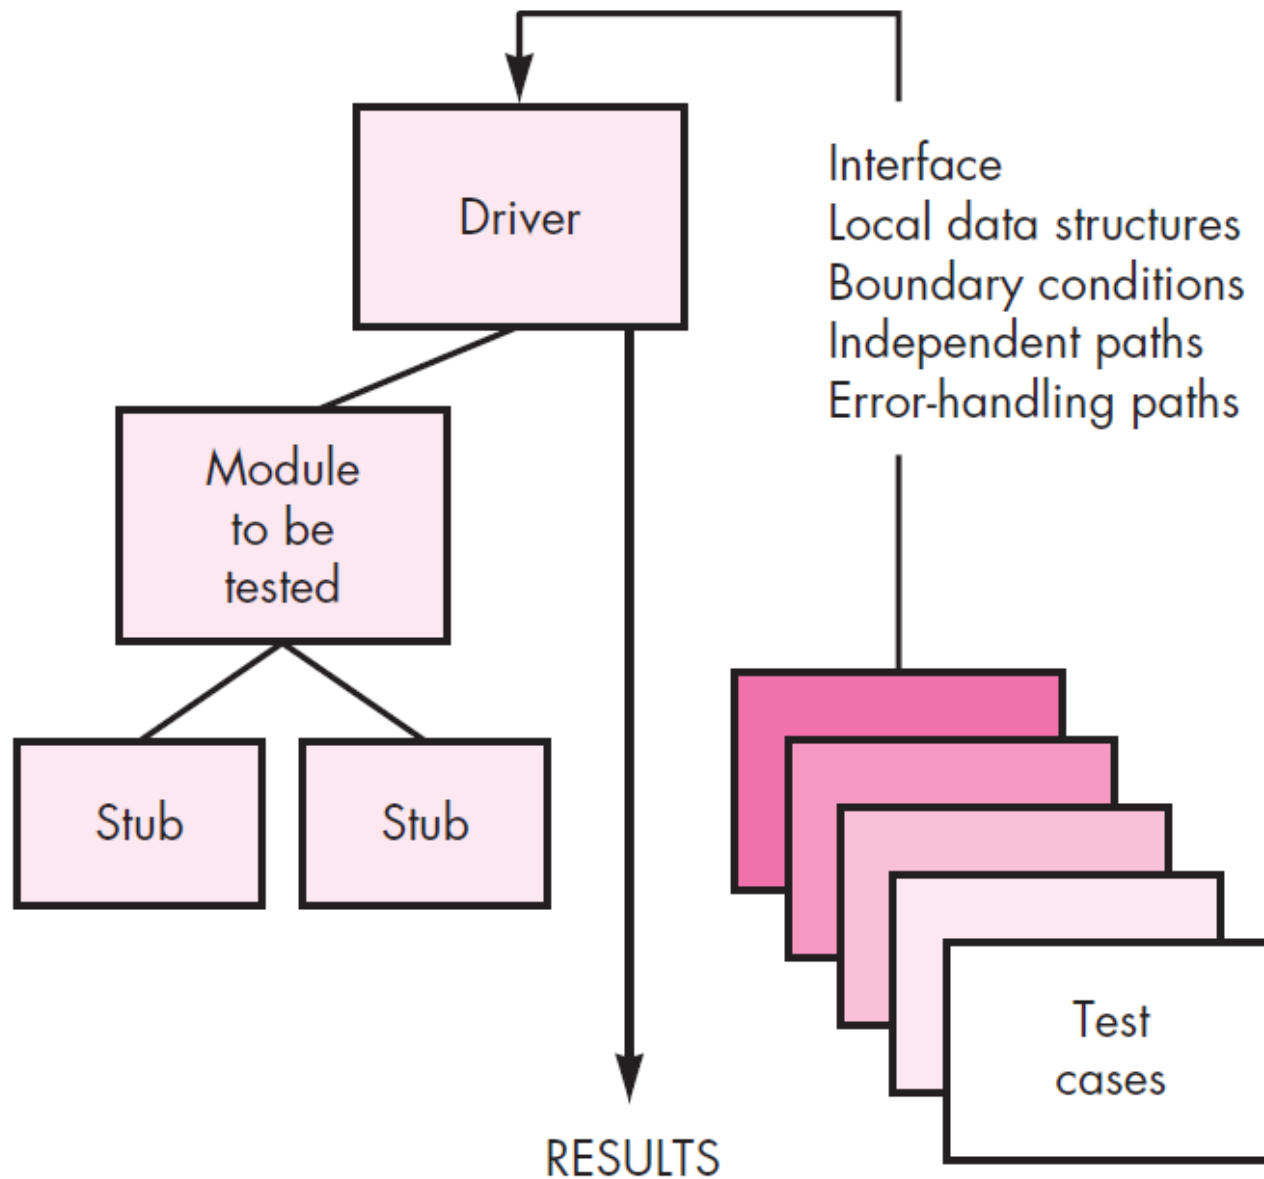 Driver
Interface
Local data structures
Boundary conditions
Independent paths
Error-handling paths
Module
to be
tested
Stub
Stub
Test
cases
RESULTS